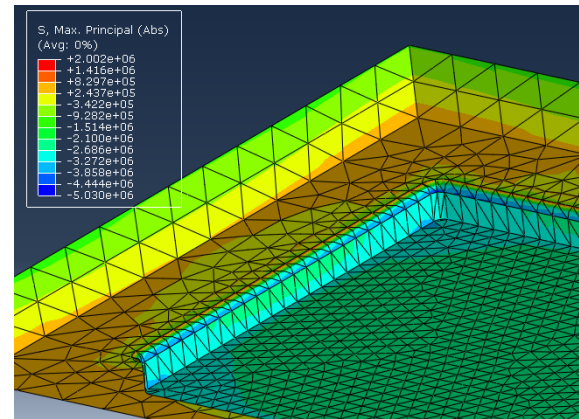 S, Max. Principal (Abs)
(Avg: 0%)
+2.002e+06
+1.416e+06
+8.297e+05
+2.437e+05
-3.422e+05
-9.282e+05
-1.514e+06
-2.100e+06
-2.686e+06
-3.272e+06
-3.858e+06
-4.444e+06
-5.030e+06